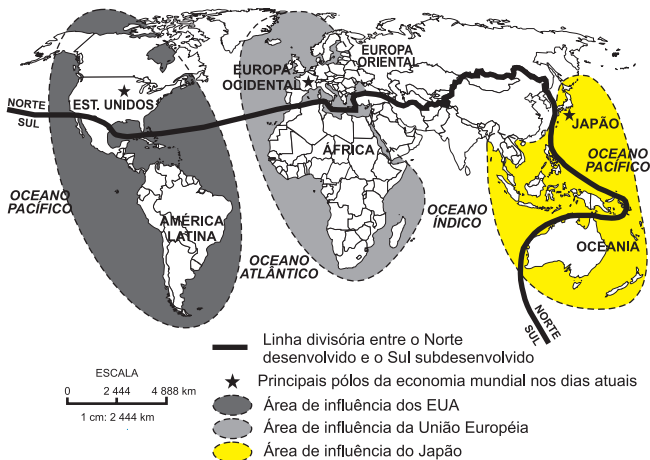 EUROPA
ORIENTAL
EUROPA
OCIDENTAL
EST. UNIDOS
NORTE
SUL
JAPÃO
ÁFRICA
OCEANO
PACÍFICO
OCEANO
PACÍFICO
AMÉRICA
LATINA
OCEANO
ÍNDICO
OCEANIA
OCEANO
ATLÂNTICO
NORTE
SUL
Linha divisória entre o Norte
desenvolvido e o Sul subdesenvolvido
Principais pólos da economia mundial nos dias atuais
Área de influência dos EUA
Área de influência da União Européia
Área de influência do Japão
ESCALA
0 2 444 4 888 km
1 cm: 2 444 km